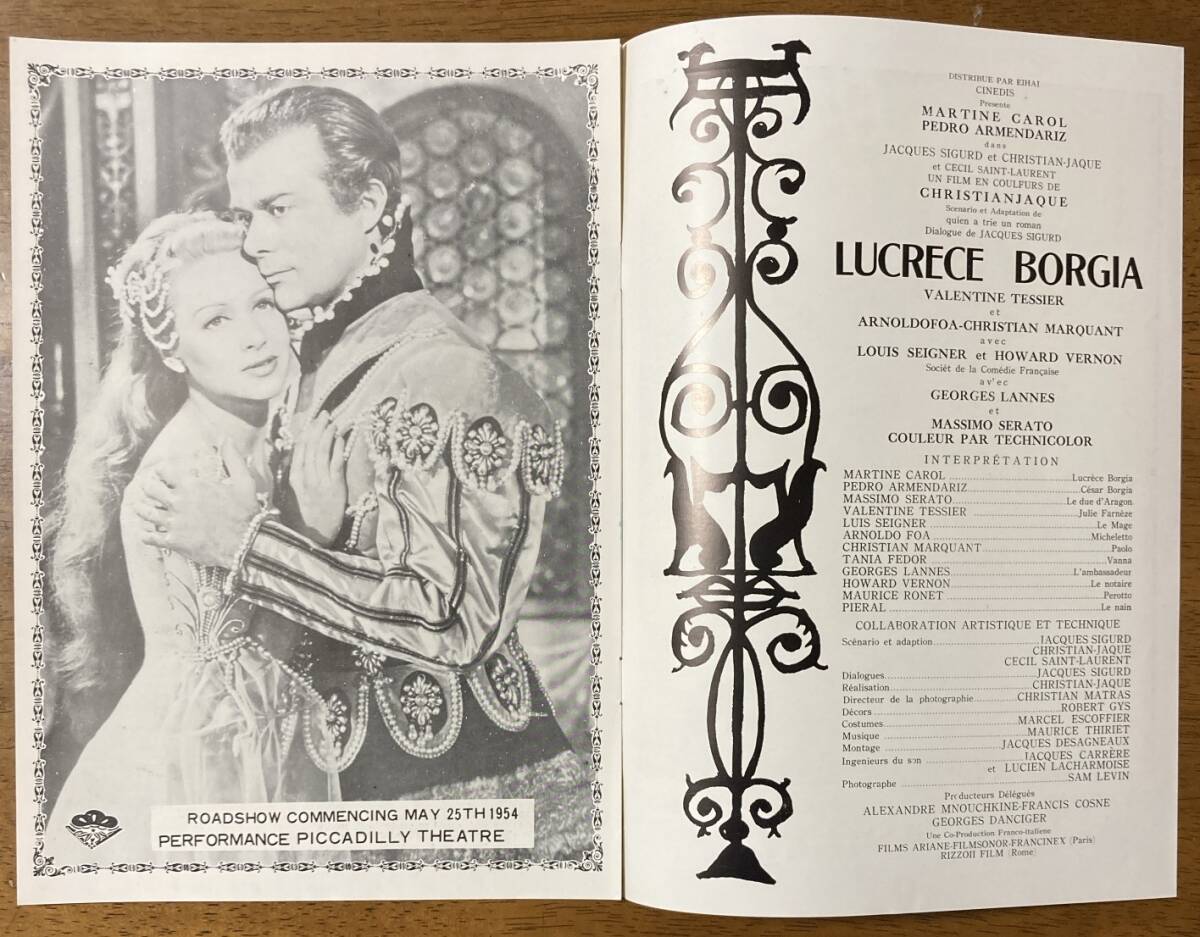 ROADSHOW COMMENCING MAY 25TH 1954
PERFORMANCE PICCADILLY THEATRE
DISTRIBUE PAR EIHAI
CINEDIS
Presente
MARTINE CAROL
PEDRO ARMENDARIZ
dans
JACQUES SIGURD et CHRISTIAN-JAQUE
et CECIL SAINT-LAURENT
UN FILM EN COULFURS DE
CHRISTIANJAQUE
Scenario et Adaptation de
quien a trie un roman
Dialogue de JACQUES SIGURD
LUCRECE BORGIA
VALENTINE TESSIER
et
ARNOLDOFOA-CHRISTIAN MARQUANT
avec
LOUIS SEIGNER et HOWARD VERNON
Sociét de la Comédie Française
av'ec
GEORGES LANNES
et
MASSIMO SERATO
COULEUR PAR TECHNICOLOR
INTERPRÉTATION
MARTINE CAROL Lucrèce Borgia
PEDRO ARMENDARIZ César Borgia
MASSIMO SERATO Le due d'Aragon
VALENTINE TESSIER Julie Farnèze
LUIS SEIGNER Le Mage
ARNOLDO FOA Micheletto
CHRISTIAN MARQUANT Paolo
TANIA FEDOR Vanna
GEORGES LANNES L'ambassadeur
HOWARD VERNON Le notaire
MAURICE RONET Perotto
PIERAL Le nain
COLLABORATION ARTISTIQUE ET TECHNIQUE
Scénario et adaption JACQUES SIGURD
CHRISTIAN-JAQUE
CECIL SAINT-LAURENT
Dialogues JACQUES SIGURD
Réalisation CHRISTIAN-JAQUE
Directeur de la photographie CHRISTIAN MATRAS
Décors ROBERT GYS
Costumes MARCEL ESCOFFIER
Musique MAURICE THIRIET
Montage JACQUES DESAGNEAUX
Ingenieurs du son JACQUES CARRÈRE
et LUCIEN LACHARMOISE
Photographe SAM LEVIN
Producteurs Délégués
ALEXANDRE MNOUCHKINE-FRANCIS COSNE
GEORGES DANCIGER
Une Co-Production Franco-italiene
FILMS ARIANE-FILMSONOR-FRANCINEX (Paris)
RIZZOII FILM (Rome)